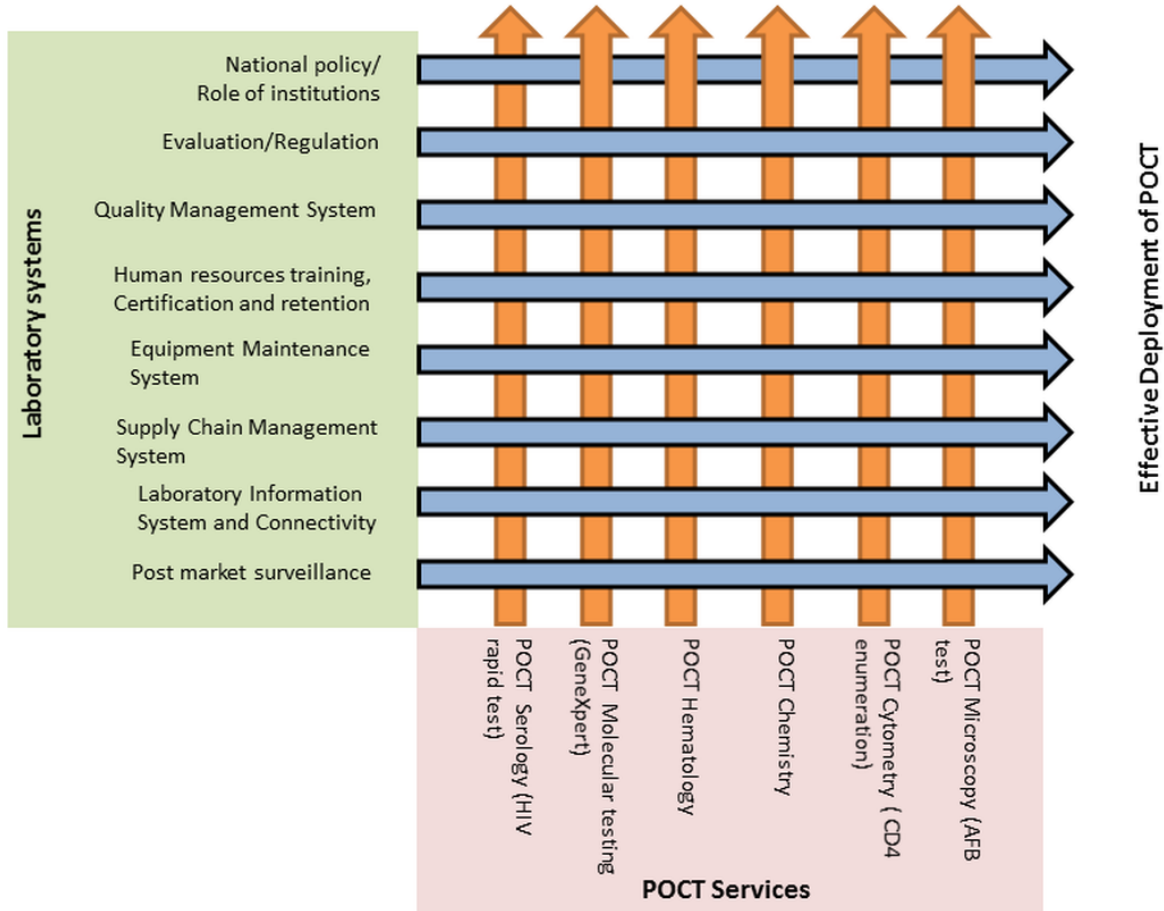 Laboratory systems
National policy/
Role of institutions
Evaluation/Regulation
Quality Management System
Human resources training,
Certification and retention
Equipment Maintenance
System
Supply Chain Management
System
Laboratory Information
System and Connectivity
Post market surveillance
Effective Deployment of POCT
POCT Serology (HIV
rapid test)
POCT Molecular testing
(GeneXpert)
POCT Hematology
POCT Chemistry
POCT Cytometry ( CD4
enumeration)
POCT Microscopy (AFB
test)
POCT Services